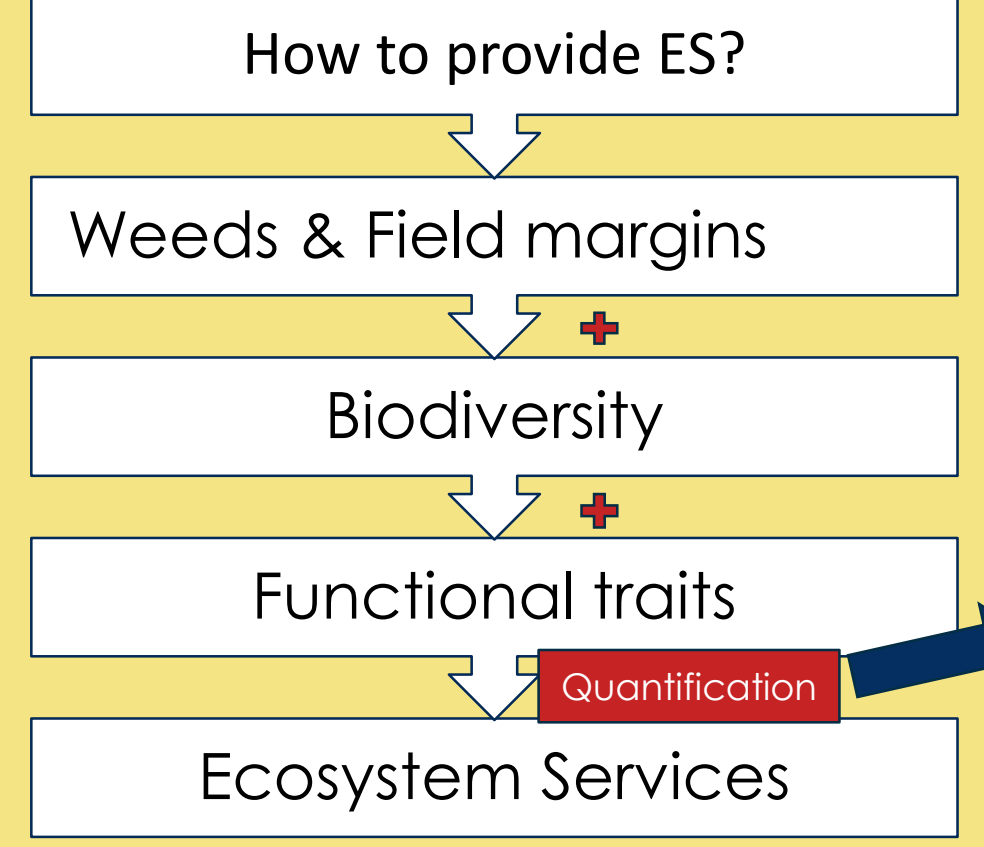 How to provide ES?
Weeds & Field margins
Biodiversity
Functional traits
Quantification
Ecosystem Services